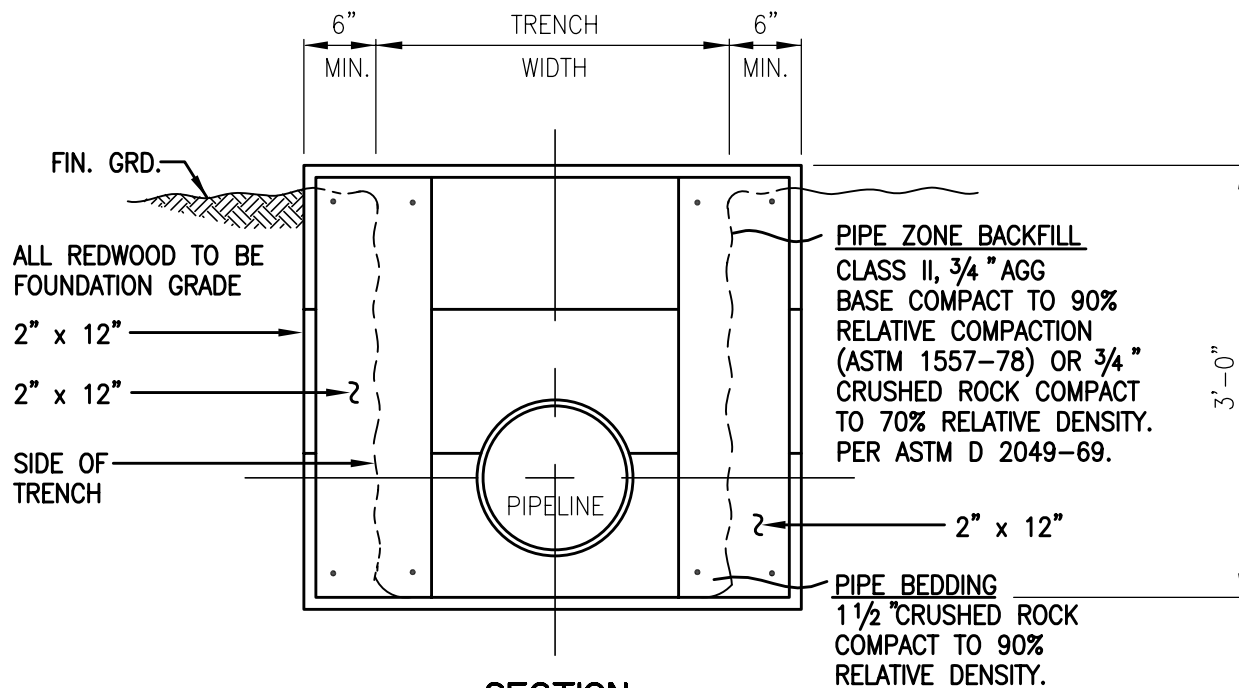 6” TRENCH 6”
MIN. WIDTH MIN.
FIN. GRD.
ALL REDWOOD TO BE
FOUNDATION GRADE
2” x 12”
2” x 12”
SIDE OF
TRENCH
PIPELINE
PIPE ZONE BACKFILL
CLASS II, 3/4 ” AGG
BASE COMPACT TO 90%
RELATIVE COMPACTION
(ASTM 1557-78) OR 3/4 ”
CRUSHED ROCK COMPACT
TO 70% RELATIVE DENSITY.
PER ASTM D 2049-69.
3’-0”
2” x 12”
PIPE BEDDING
1 1/2 ” CRUSHED ROCK
COMPACT TO 90%
RELATIVE DENSITY.
SECTION